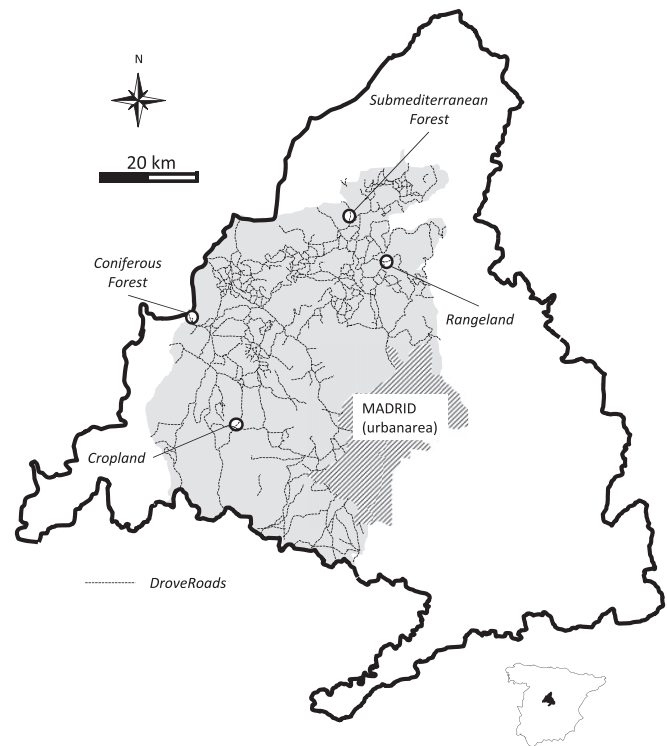 N
Submediterranean
Forest
20 km
Coniferous
Forest
Rangeland
MADRID
(urbanarea)
Cropland
DroveRoads